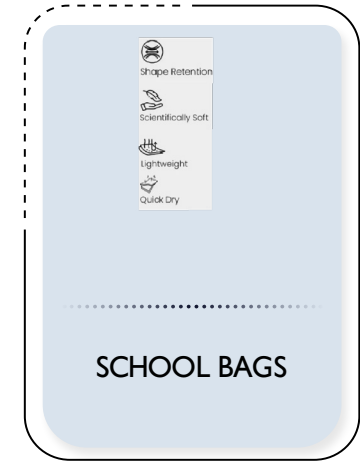 Shape Retention
Scientifically Soft
Lightweight
Quick Dry
SCHOOL BAGS